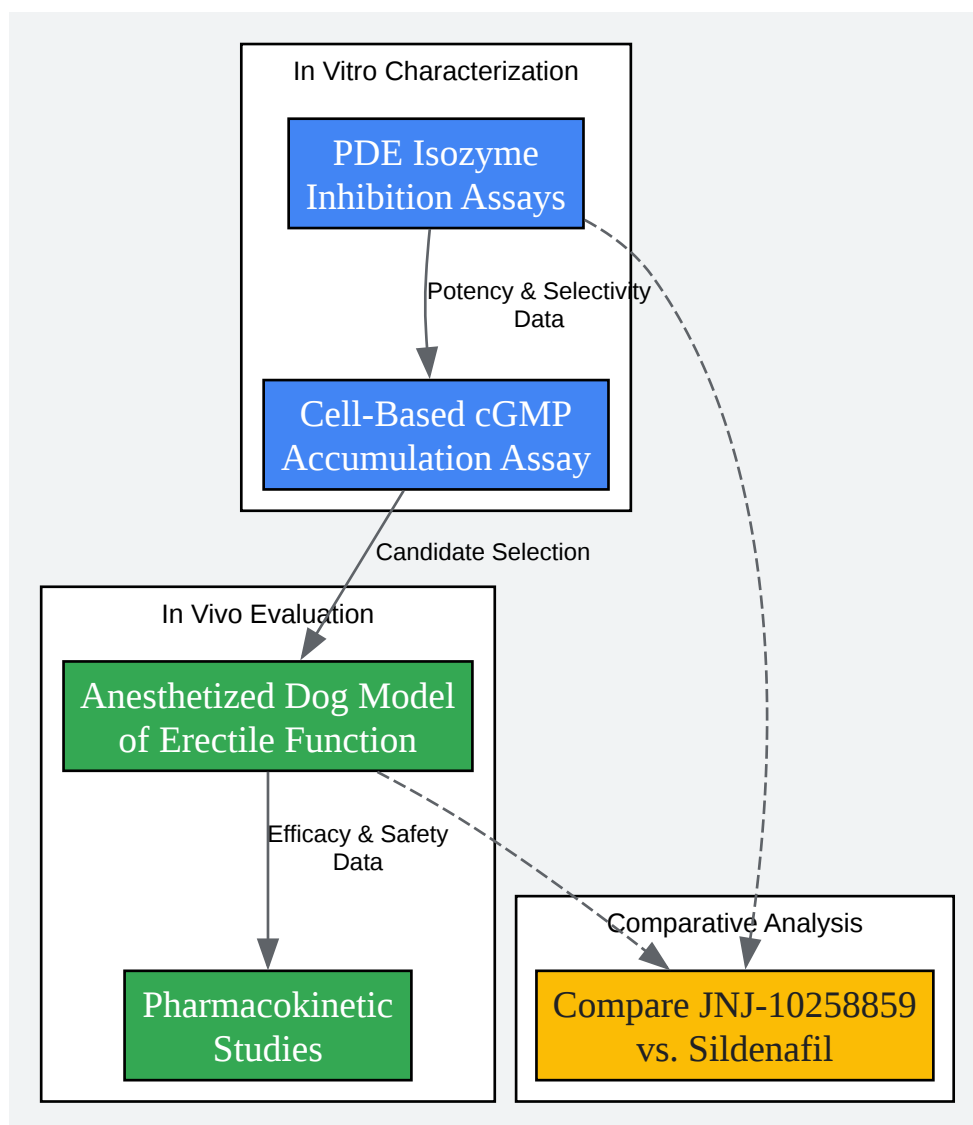 In Vitro Characterization
PDE Isozyme
Inhibition Assays
Potency & Selectivity
Data
Cell-Based cGMP
Accumulation Assay
Candidate Selection
In Vivo Evaluation
Anesthetized Dog Model
of Erectile Function
Efficacy & Safety
Data
Pharmacokinetic
Studies
Comparative Analysis
Compare JNJ-10258859
vs. Sildenafil